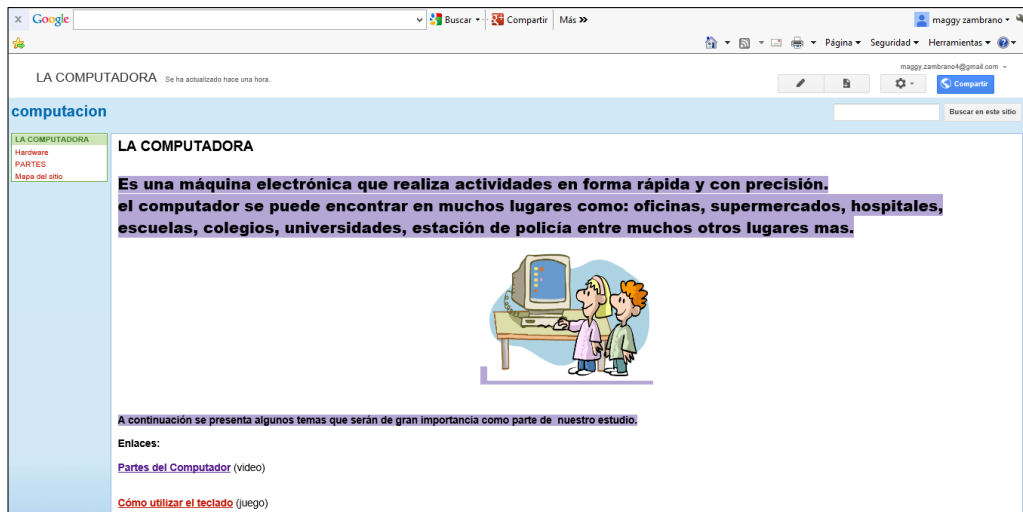 x Google Buscar Compartir Más » maggy zambrano
Página Seguridad Herramientas
maggy.zambrano4@gmail.com
LA COMPUTADORA Se ha actualizado hace una hora.
Compartir
computacion
Buscar en este sitio
LA COMPUTADORA
Hardware
PARTES
Mapa del sitio
LA COMPUTADORA
Es una máquina electrónica que realiza actividades en forma rápida y con precisión.
el computador se puede encontrar en muchos lugares como: oficinas, supermercados, hospitales,
escuelas, colegios, universidades, estación de policía entre muchos otros lugares mas.
A continuación se presenta algunos temas que serán de gran importancia como parte de nuestro estudio.
Enlaces:
Partes del Computador (video)
Cómo utilizar el teclado (juego)